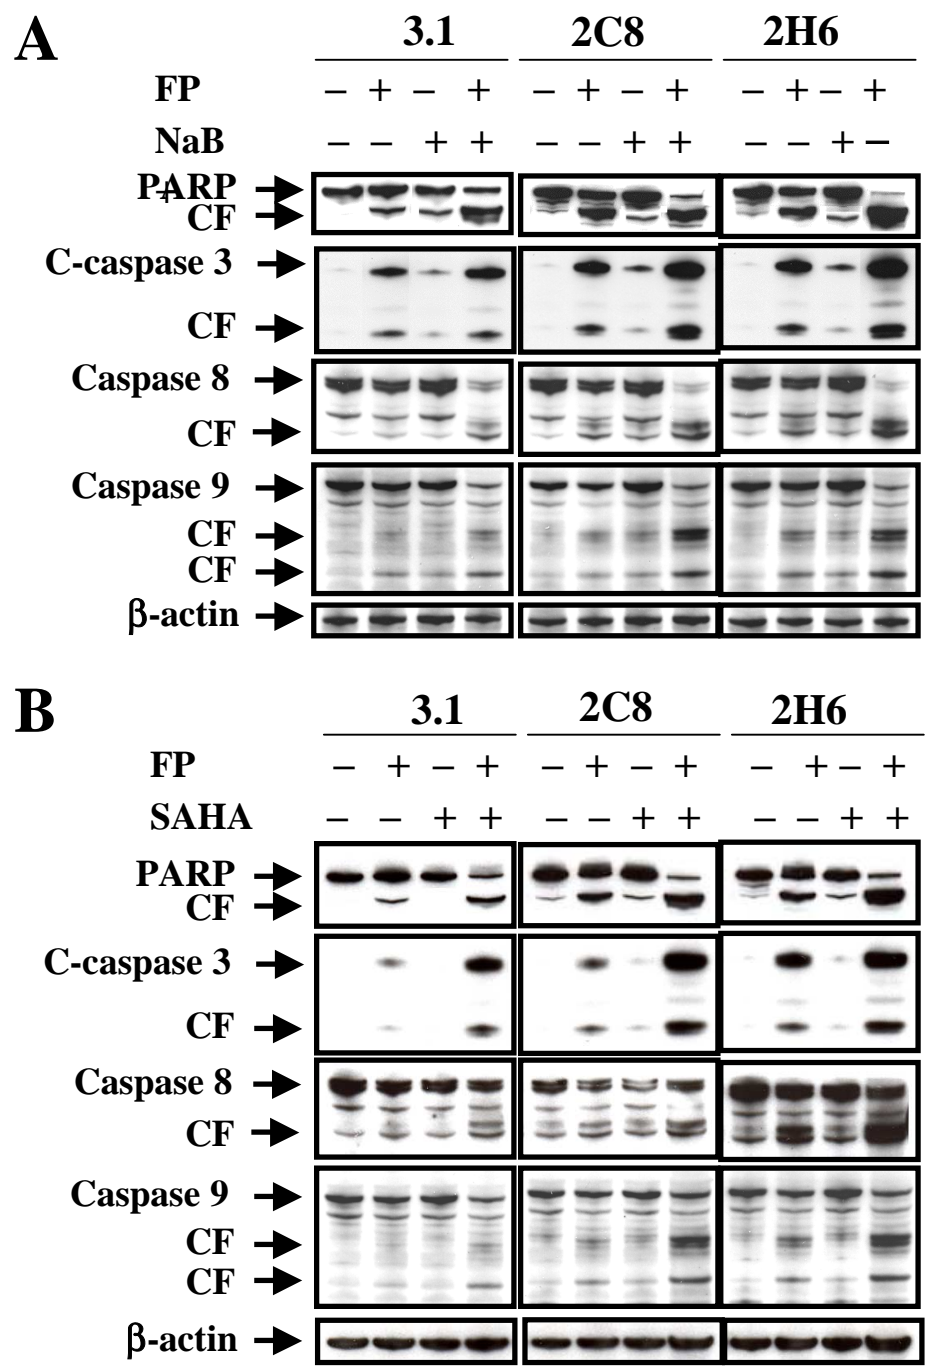 A
3.1 2C8 2H6
FP − + − + − + − + − + − +
NaB − − + + − − + + − − + −
PARP
CF
C-caspase 3
CF
Caspase 8
CF
Caspase 9
CF
CF
β-actin
B
3.1 2C8 2H6
FP − + − + − + − + − + − +
SAHA − − + + − − + + − − + +
PARP
CF
C-caspase 3
CF
Caspase 8
CF
Caspase 9
CF
CF
β-actin